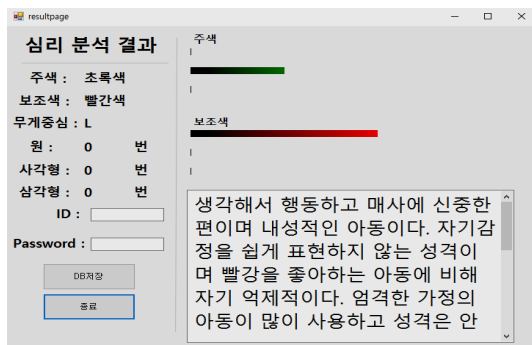 resultpage
심리 분석 결과
주색 : 초록색
보조색 : 빨간색
무게중심 : L
원 : 0 번
사각형 : 0 번
삼각형 : 0 번
ID :
Password :
DB저장
종료
주색
보조색
생각해서 행동하고 매사에 신중한
편이며 내성적인 아동이다. 자기감
정을 쉽게 표현하지 않는 성격이
며 빨강을 좋아하는 아동에 비해
자기 억제적이다. 엄격한 가정의
아동이 많이 사용하고 성격은 안